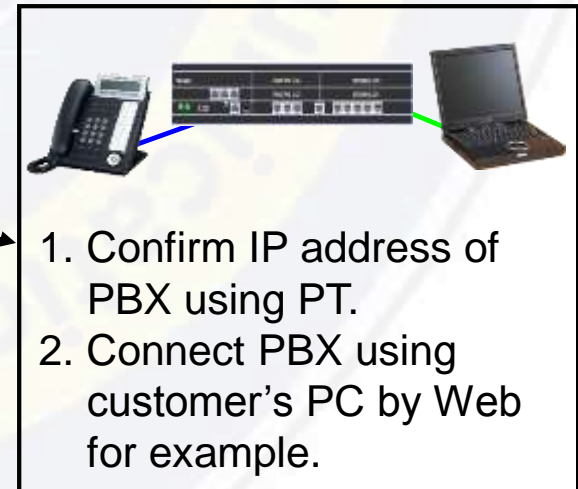 1. Confirm IP address of
PBX using PT.
2. Connect PBX using
customer's PC by Web
for example.